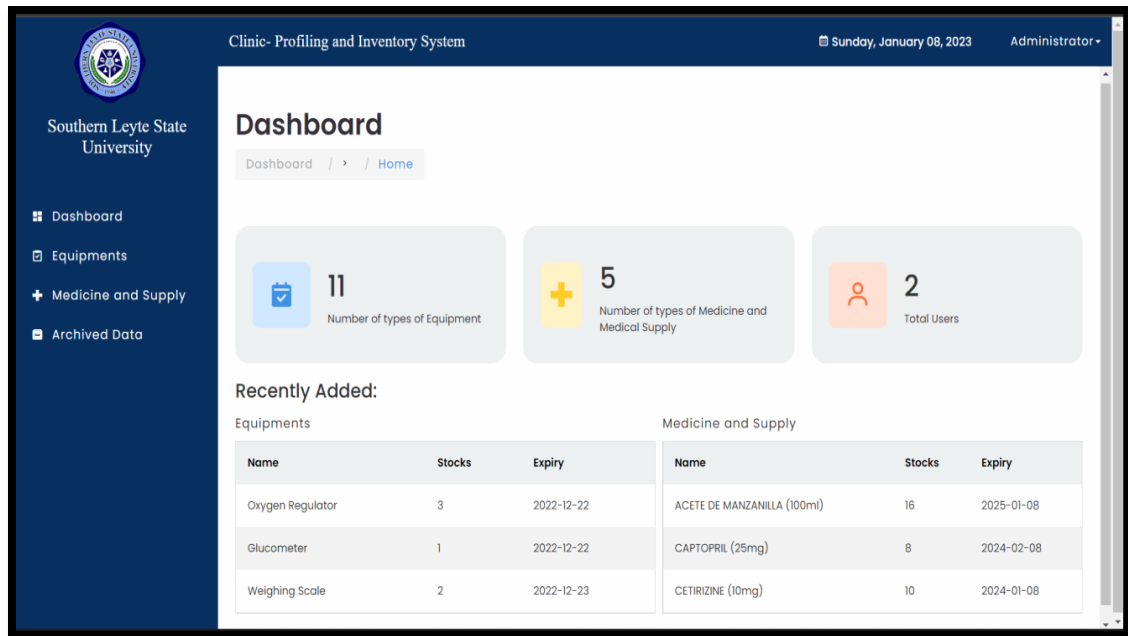 Clinic- Profiling and Inventory System
Sunday, January 08, 2023
Administrator
Southern Leyte State
University
Dashboard
Equipments
Medicine and Supply
Archived Data
Dashboard
Dashboard / > / Home
11
Number of types of Equipment
5
Number of types of Medicine and
Medical Supply
2
Total Users
Recently Added:
Equipments
Name Stocks Expiry
Oxygen Regulator 3 2022-12-22
Glucometer 1 2022-12-22
Weighing Scale 2 2022-12-23
Medicine and Supply
Name Stocks Expiry
ACETE DE MANZANILLA (100ml) 16 2025-01-08
CAPTOPRIL (25mg) 8 2024-02-08
CETIRIZINE (10mg) 10 2024-01-08